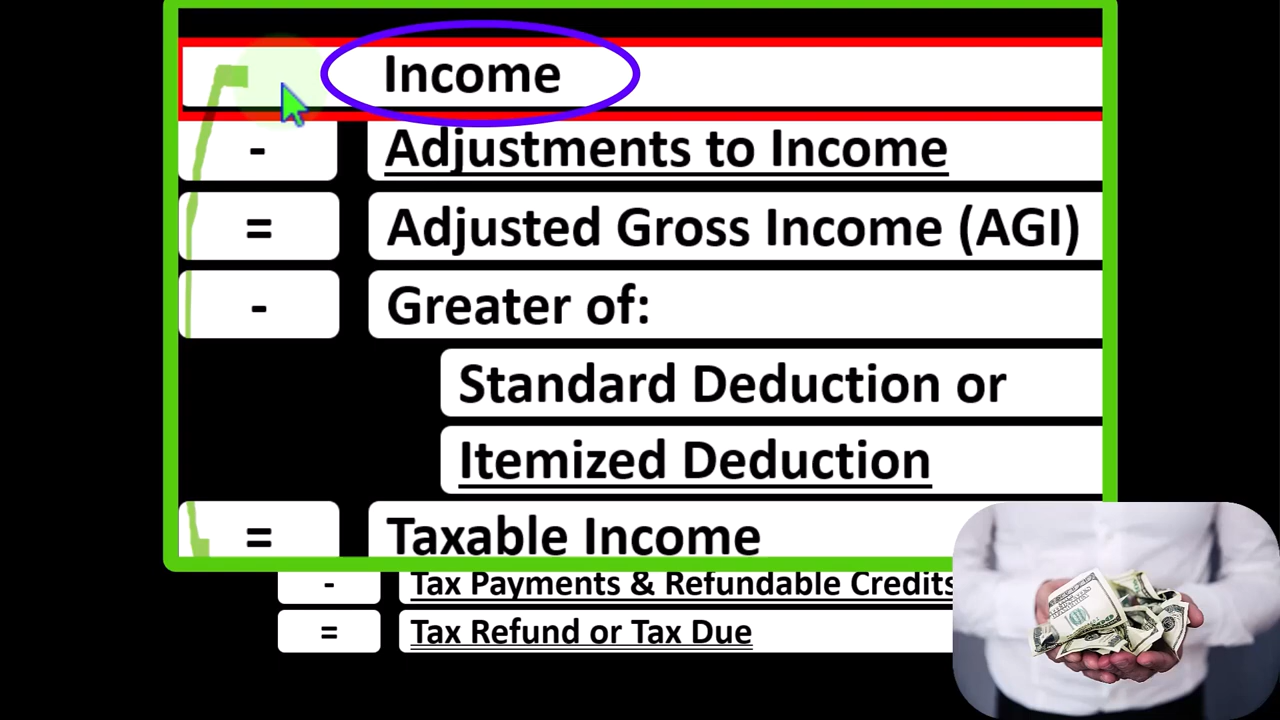 Income
- Adjustments to Income
= Adjusted Gross Income (AGI)
- Greater of:
Standard Deduction or
Itemized Deduction
= Taxable Income
- Tax Payments & Refundable Credits
= Tax Refund or Tax Due